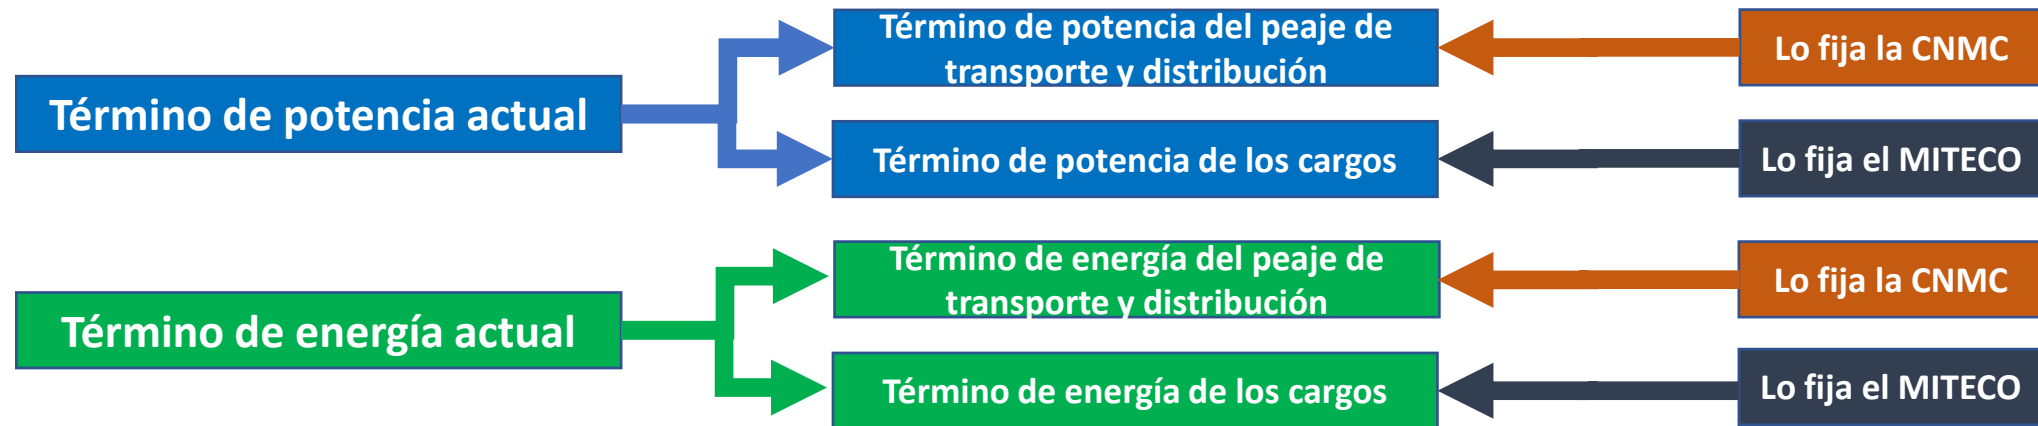 Término de potencia actual
Término de potencia del peaje de
transporte y distribución
Lo fija la CNMC
Término de potencia de los cargos
Lo fija el MITECO
Término de energía actual
Término de energía del peaje de
transporte y distribución
Lo fija la CNMC
Término de energía de los cargos
Lo fija el MITECO